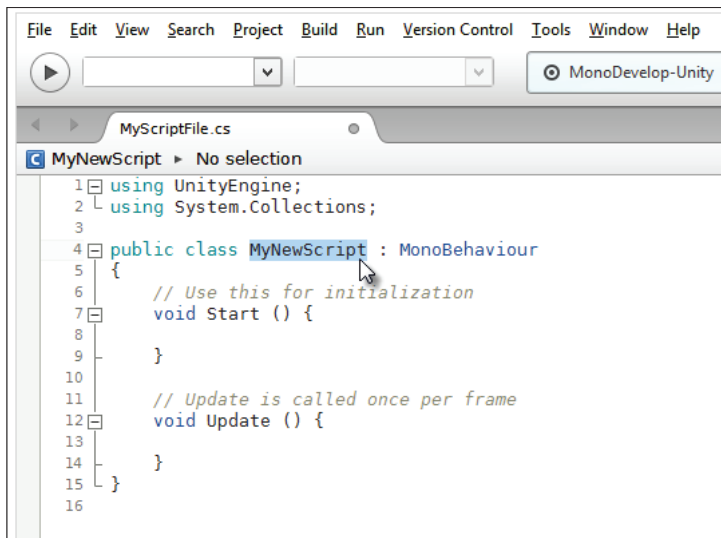 File Edit View Search Project Build Run Version Control Tools Window Help
MonoDevelop-Unity
MyScriptFile.cs
C MyNewScript ▸ No selection
1 using UnityEngine;
2 using System.Collections;
3
4 public class MyNewScript : MonoBehaviour
5 {
6 // Use this for initialization
7 void Start () {
8
9 }
10
11 // Update is called once per frame
12 void Update () {
13
14 }
15 }
16